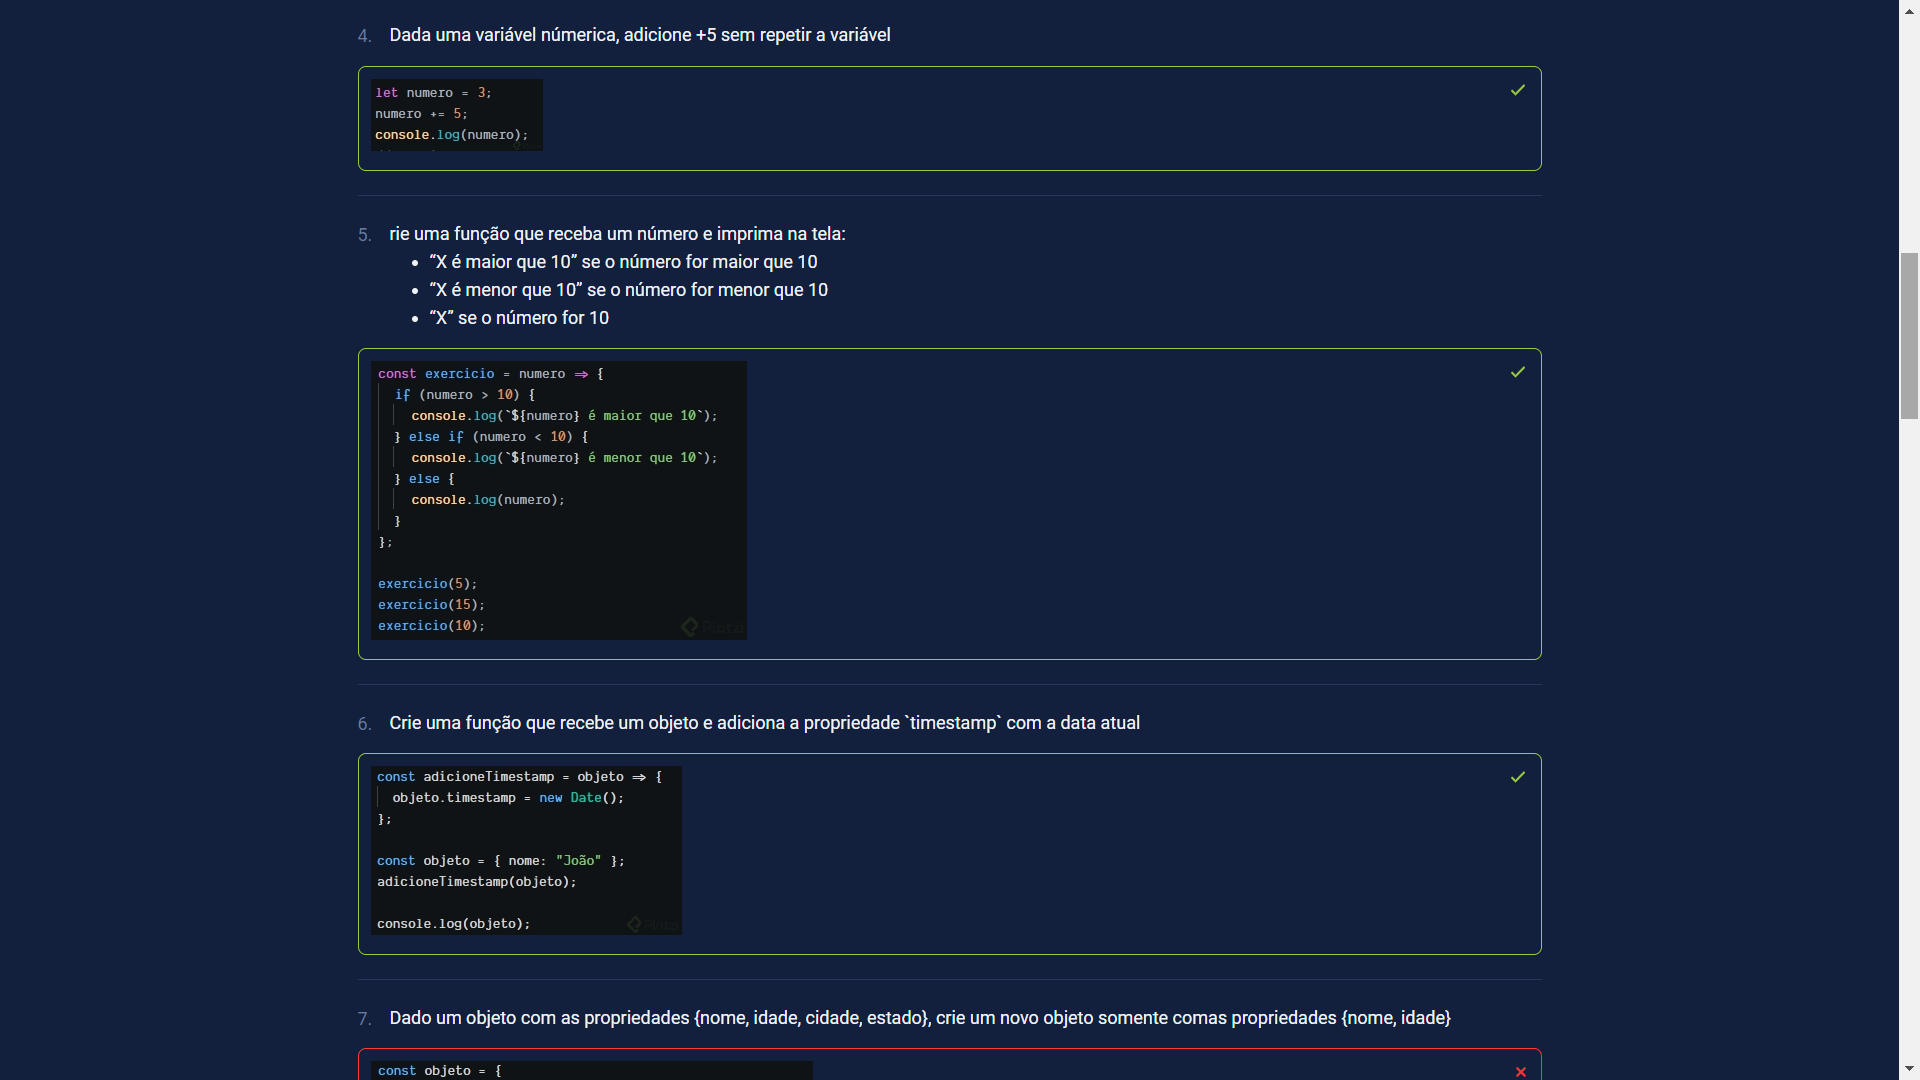 4. Dada uma variável númerica, adicione +5 sem repetir a variável
let numero = 3;
numero += 5;
console.log(numero);
5. rie uma função que receba um número e imprima na tela:
• “X é maior que 10” se o número for maior que 10
• “X é menor que 10” se o número for menor que 10
• “X” se o número for 10
const exercicio = numero => {
if (numero > 10) {
console.log(`${numero} é maior que 10`);
} else if (numero < 10) {
console.log(`${numero} é menor que 10`);
} else {
console.log(numero);
}
};
exercicio(5);
exercicio(15);
exercicio(10);
6. Crie uma função que recebe um objeto e adiciona a propriedade `timestamp` com a data atual
const adicioneTimestamp = objeto => {
objeto.timestamp = new Date();
};
const objeto = { nome: "João" };
adicioneTimestamp(objeto);
console.log(objeto);
7. Dado um objeto com as propriedades {nome, idade, cidade, estado}, crie um novo objeto somente comas propriedades {nome, idade}
const objeto = {